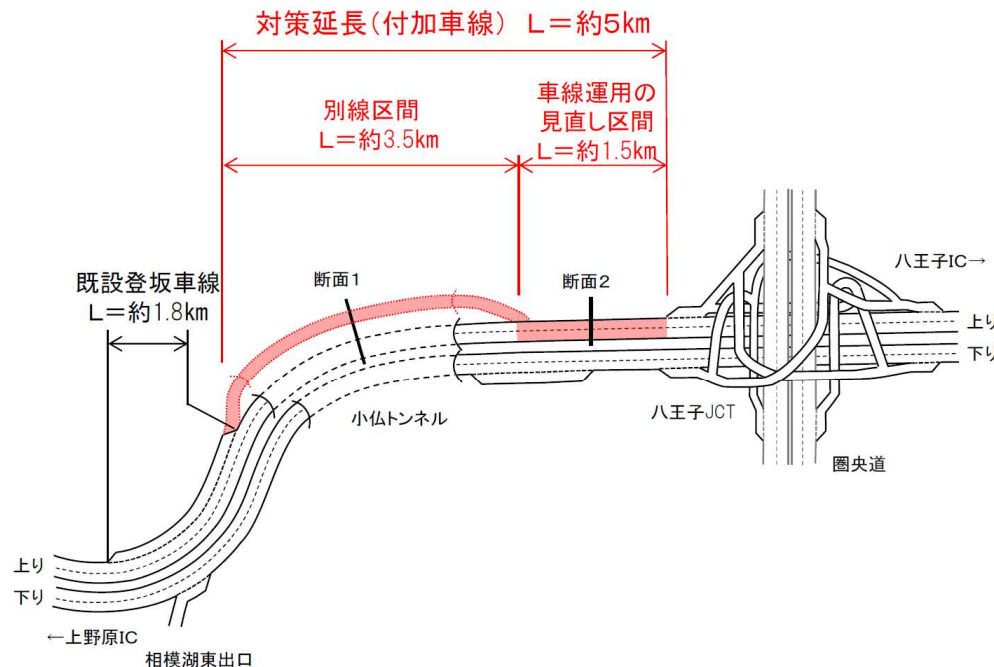 対策延長(付加車線) L=約5km
別線区間
L=約3.5km
車線運用の
見直し区間
L=約1.5km
既設登坂車線
L=約1.8km
断面1
断面2
八王子IC→
上り
下り
小仏トンネル
八王子JCT
圏央道
上り
下り
←上野原IC
相模湖東出口